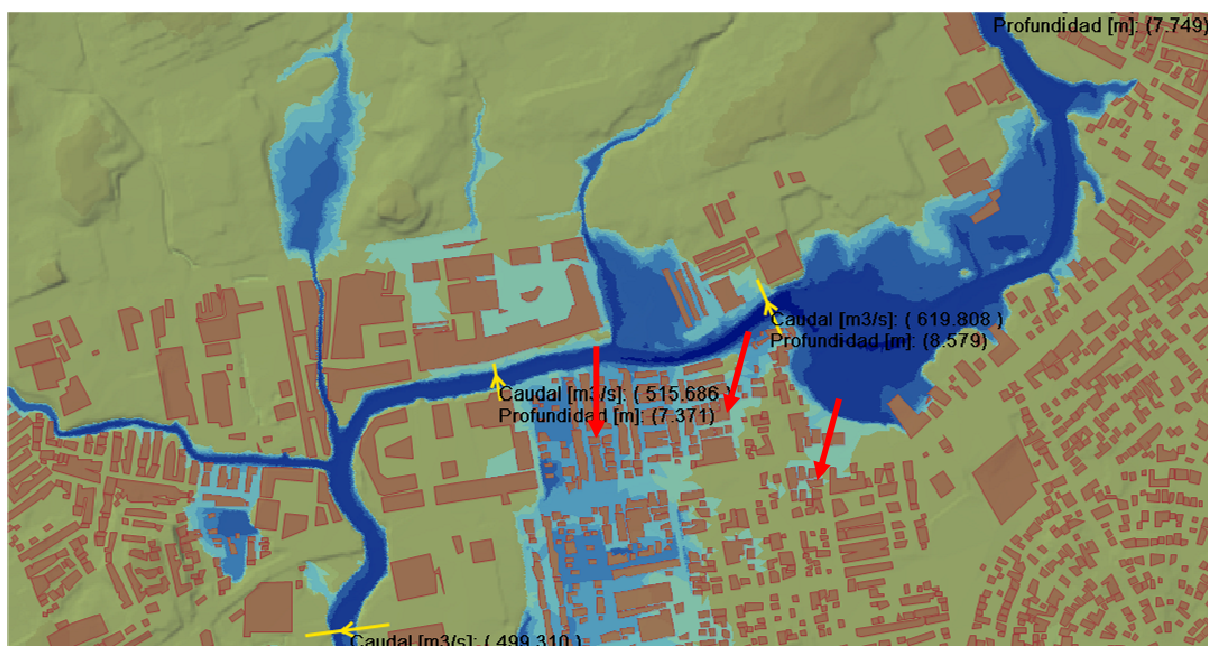 Profundidad [m]: (7.749)
Caudal [m3/s]: ( 619.808 )
Profundidad [m]: (8.579)
Caudal [m3/s]: ( 515.686 )
Profundidad [m]: (7.371)
Caudal [m3/s]: ( 499.310 )